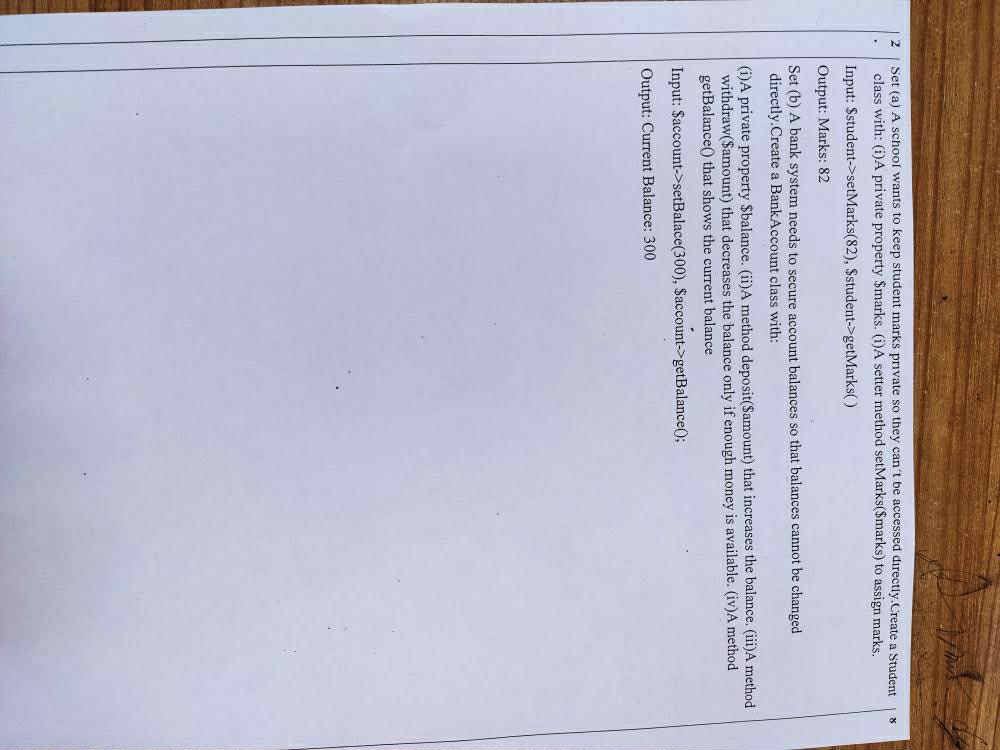 2 Set (a) A school wants to keep student marks private so they can't be accessed directly.Create a Student 8
. class with: (i)A private property $marks. (i)A setter method setMarks($marks) to assign marks.
Input: $student->setMarks(82), $student->getMarks( )
Output: Marks: 82
Set (b) A bank system needs to secure account balances so that balances cannot be changed
directly.Create a BankAccount class with:
(i)A private property $balance. (ii)A method deposit($amount) that increases the balance. (iii)A method
withdraw($amount) that decreases the balance only if enough money is available. (iv)A method
getBalance() that shows the current balance
Input: $account->setBalace(300), $account->getBalance();
Output: Current Balance: 300